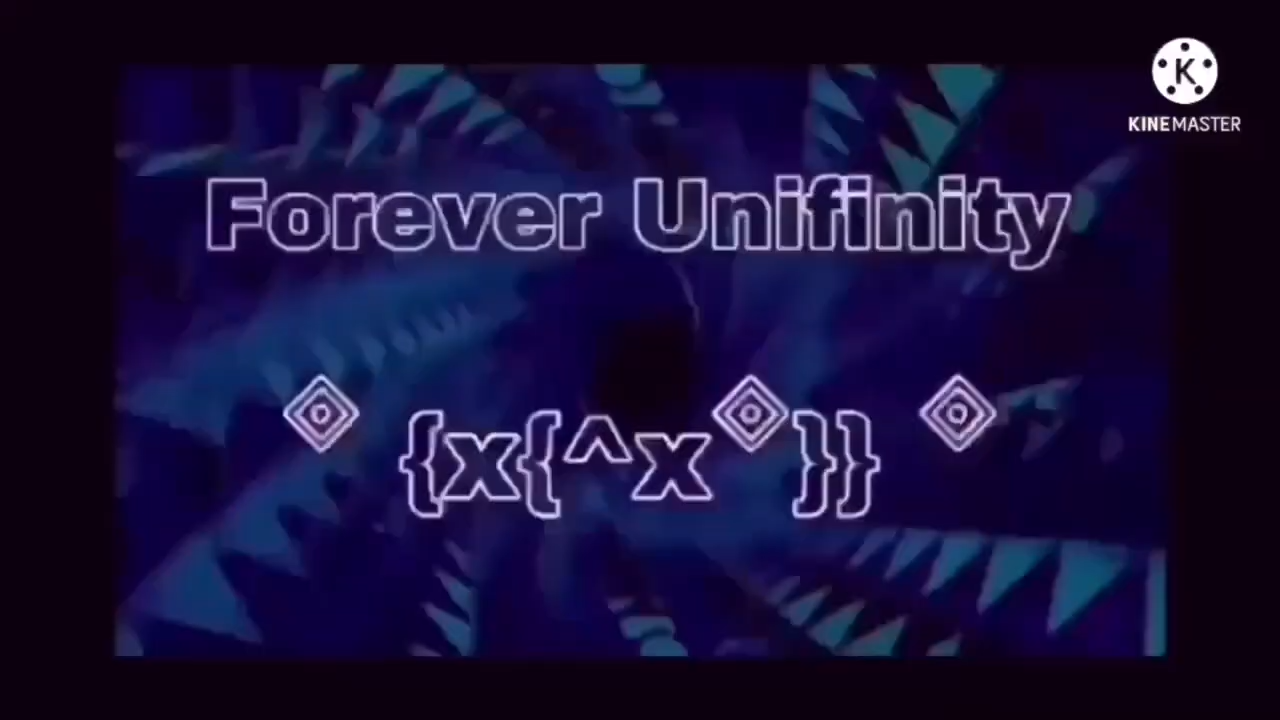 KINEMASTER
Forever Unifinity
◈ {x{^x◈}} ◈